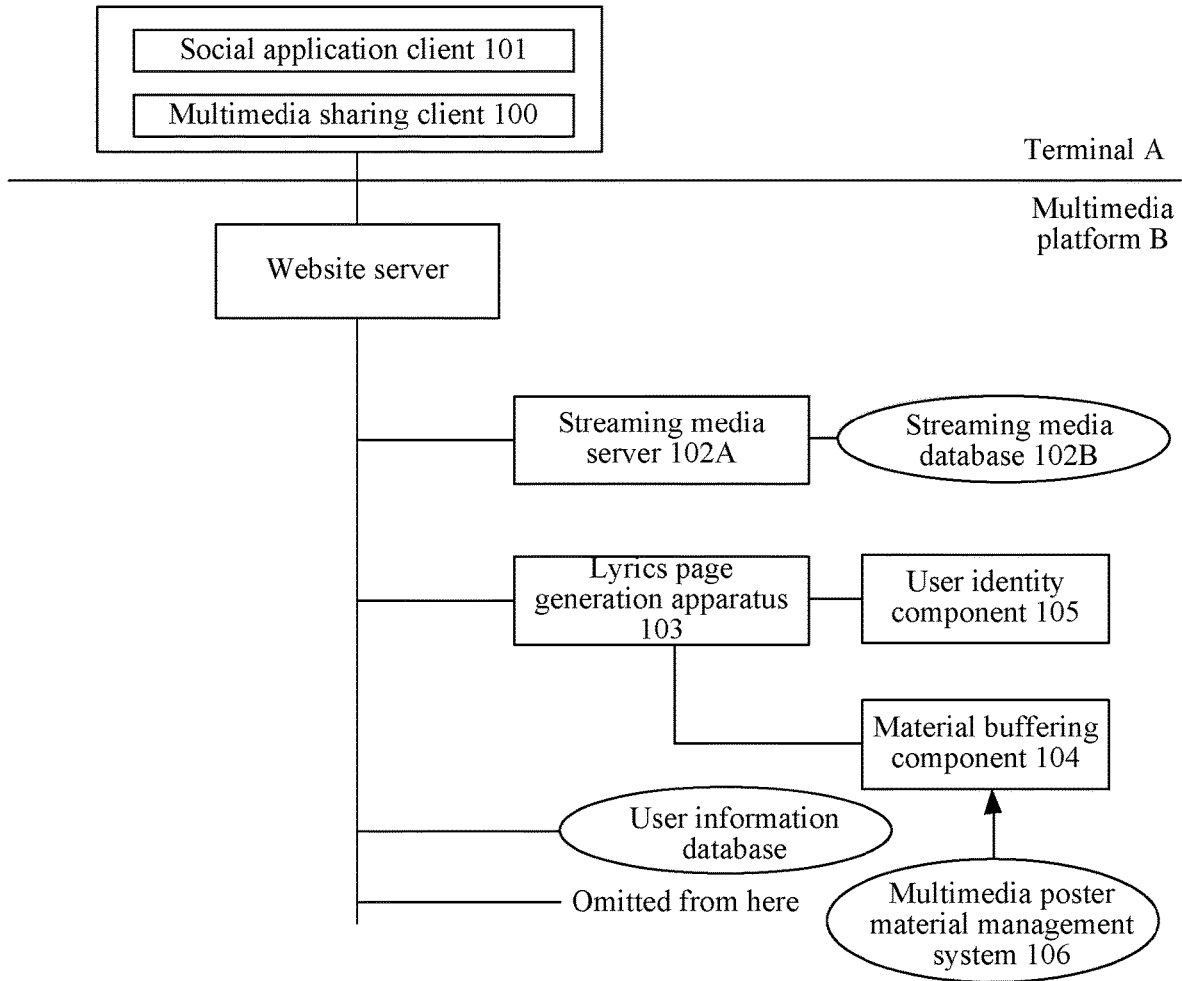 Social application client 101
Multimedia sharing client 100
Terminal A
Multimedia
platform B
Website server
Streaming media
server 102A
Streaming media
database 102B
Lyrics page
generation apparatus
103
User identity
component 105
Material buffering
component 104
User information
database
Omitted from here
Multimedia poster
material management
system 106